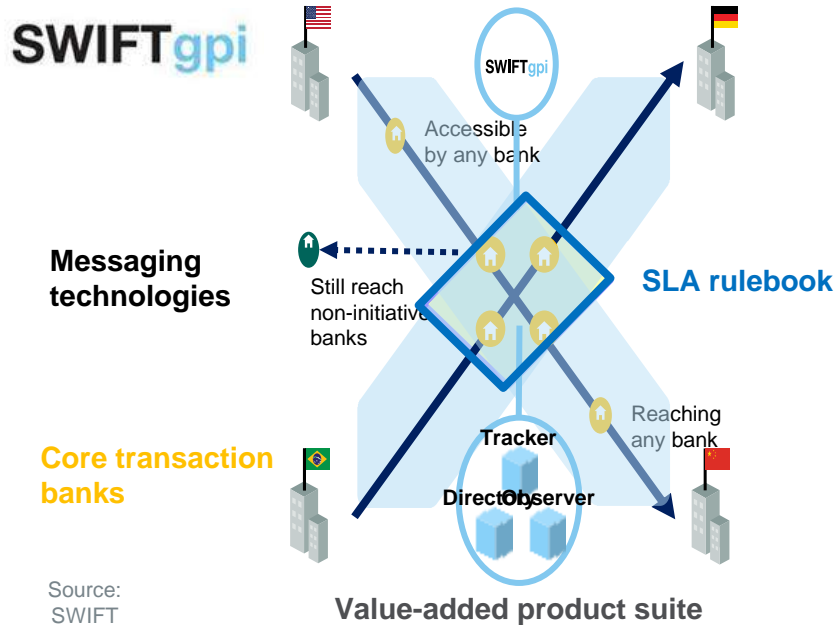 SWIFTgpi
SWIFTgpi
Accessible
by any bank
Messaging
technologies
Still reach
non-initiative
banks
SLA rulebook
Reaching
any bank
Core transaction
banks
Tracker
Directory
Observer
Source:
SWIFT
Value-added product suite